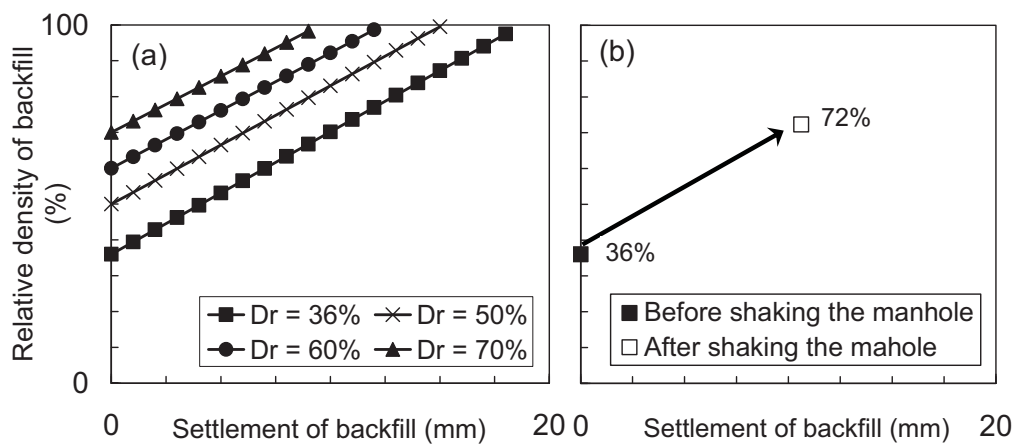 Relative density of backfill
(%)
100
0
(a)
Dr = 36%
Dr = 50%
Dr = 60%
Dr = 70%
0
20
Settlement of backfill (mm)
(b)
72%
36%
Before shaking the manhole
After shaking the mahole
0
20
Settlement of backfill (mm)